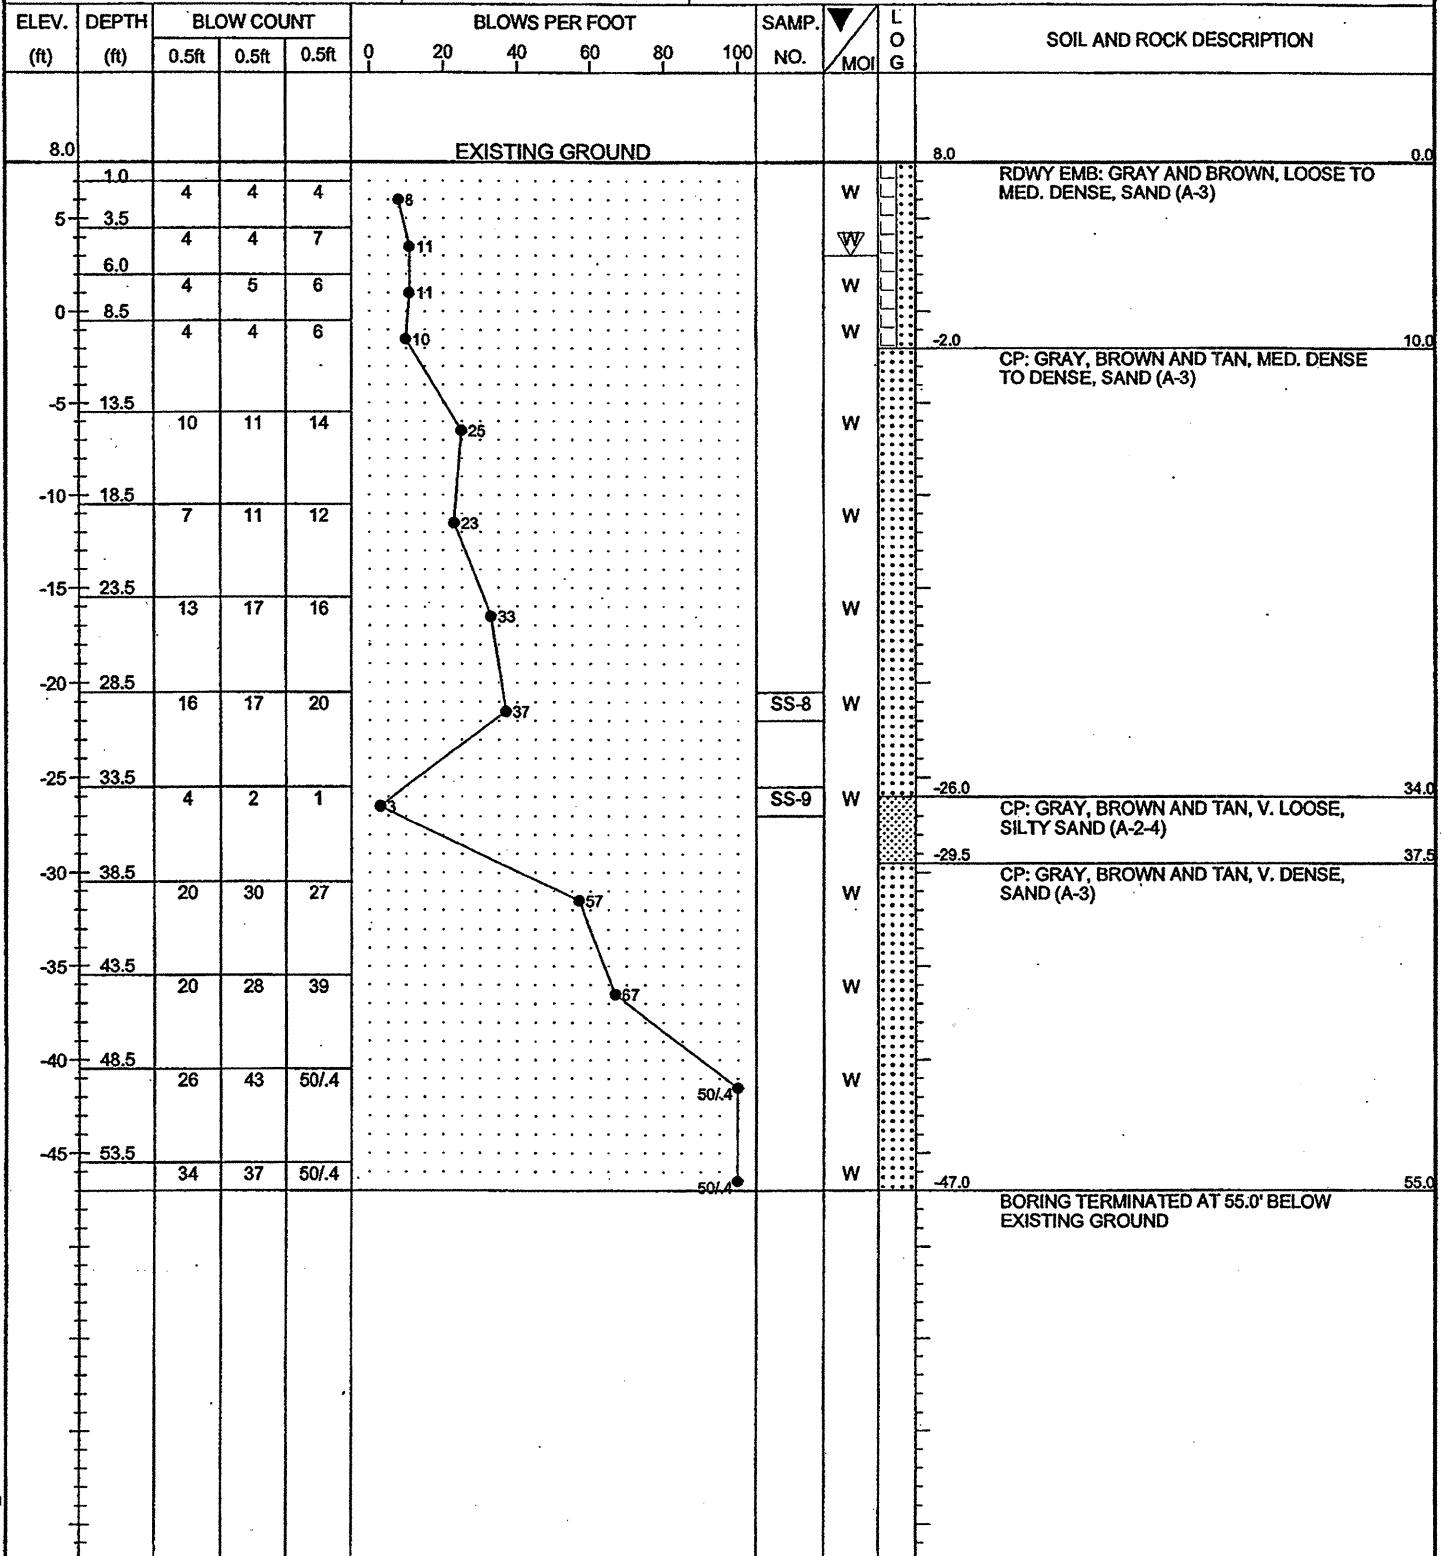 ELEV. DEPTH BLOW COUNT BLOWS PER FOOT SAMP. L
O
G
(ft) (ft) 0.5ft 0.5ft 0.5ft 0 20 40 60 80 100 NO. MOI SOIL AND ROCK DESCRIPTION
8.0 EXISTING GROUND 8.0 0.0
1.0 RDWY EMB: GRAY AND BROWN, LOOSE TO
4 4 4 8 W MED. DENSE, SAND (A-3)
5 3.5
4 4 7 11 W
6.0
4 5 6 11 W
0 8.5
4 4 6 10 W
-2.0 10.0
CP: GRAY, BROWN AND TAN, MED. DENSE
TO DENSE, SAND (A-3)
-5 13.5
10 11 14 25 W
-10 18.5
7 11 12 23 W
-15 23.5
13 17 16 33 W
-20 28.5
16 17 20 37 SS-8 W
-25 33.5
-26.0 34.0
4 2 1 3 SS-9 W
CP: GRAY, BROWN AND TAN, V. LOOSE,
SILTY SAND (A-2-4)
-29.5 37.5
-30 38.5
CP: GRAY, BROWN AND TAN, V. DENSE,
20 30 27 57 W SAND (A-3)
-35 43.5
20 28 39 67 W
-40 48.5
26 43 50/.4 50/.4 W
-45 53.5
34 37 50/.4 50/.4 W
-47.0 55.0
BORING TERMINATED AT 55.0' BELOW
EXISTING GROUND